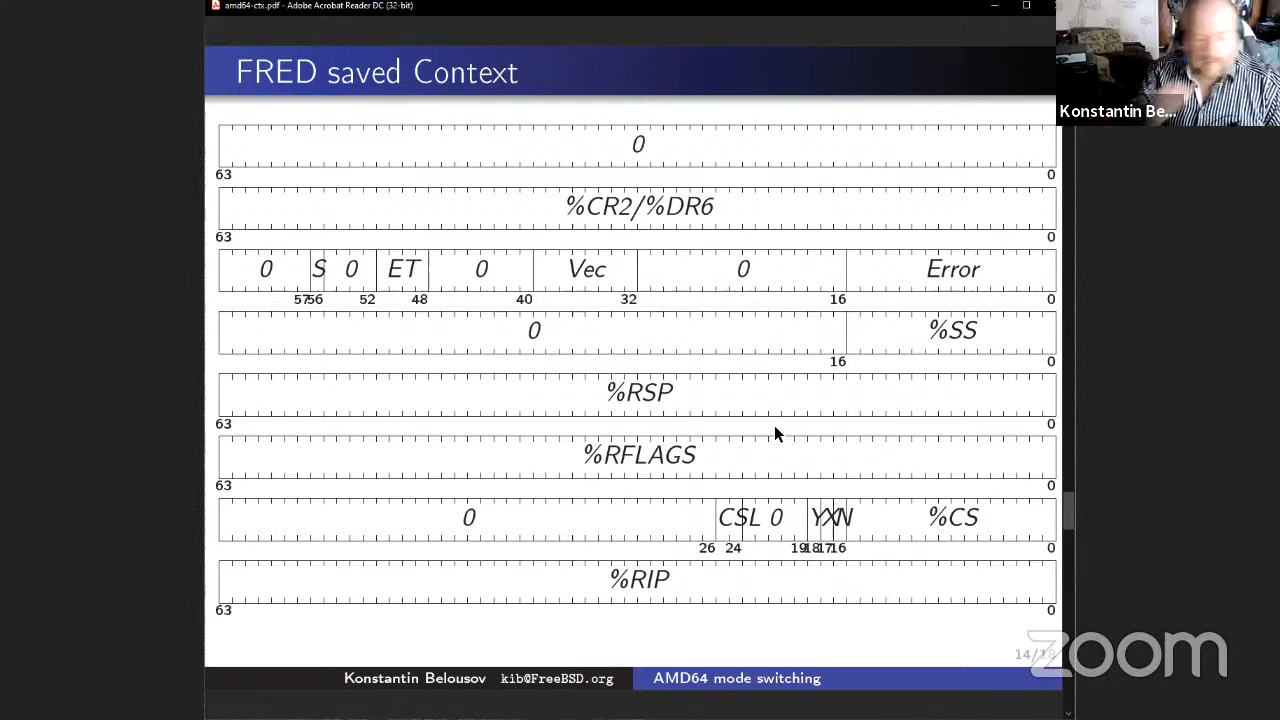 amd64-ctx.pdf - Adobe Acrobat Reader DC (32-bit)
FRED saved Context
Konstantin Be...
0
63 0
%CR2/%DR6
63 0
0 S 0 ET 0 Vec 0 Error
57 56 52 48 40 32 16 0
0 %SS
16 0
%RSP
63 0
%RFLAGS
63 0
0 CSL 0 Y X N %CS
26 24 19 18 17 16 0
%RIP
63 0
14/18
zoom
Konstantin Belousov kib@FreeBSD.org AMD64 mode switching